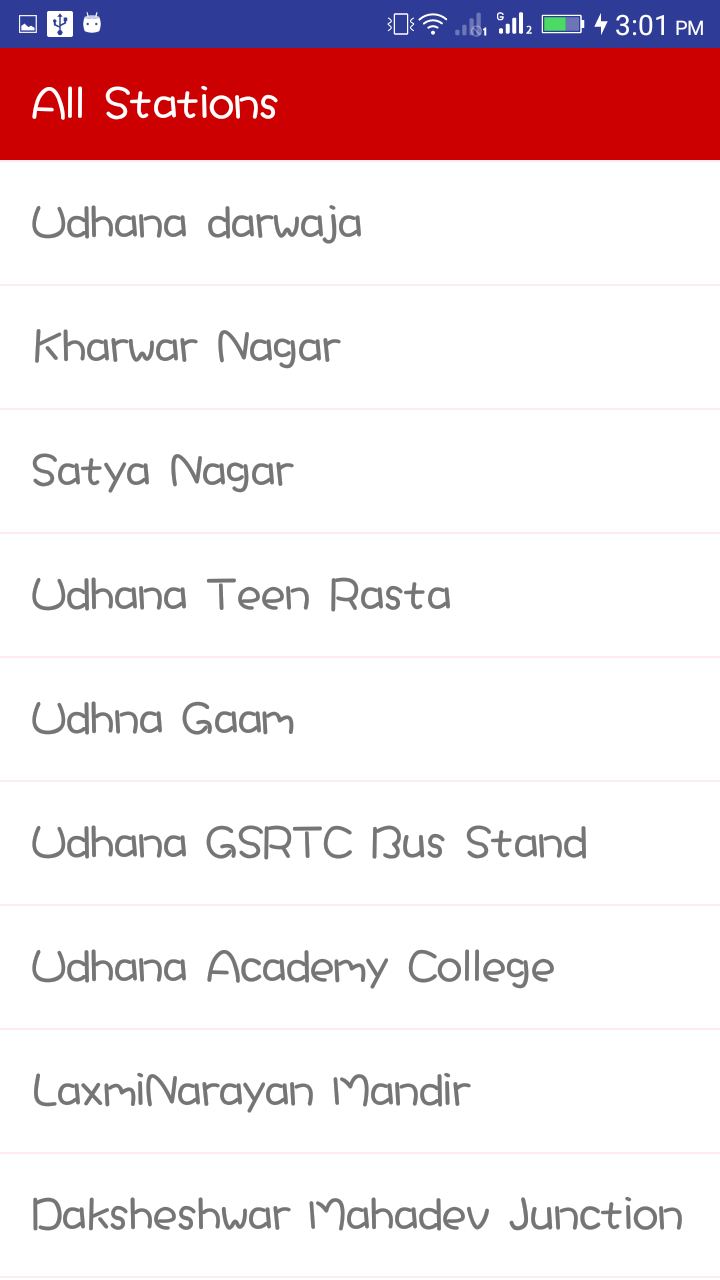 3:01 PM
All Stations
Udhana darwaja
Kharwar Nagar
Satya Nagar
Udhana Teen Rasta
Udhna Gaam
Udhana GSRTC Bus Stand
Udhana Academy College
LaxmiNarayan Mandir
Daksheshwar Mahadev Junction